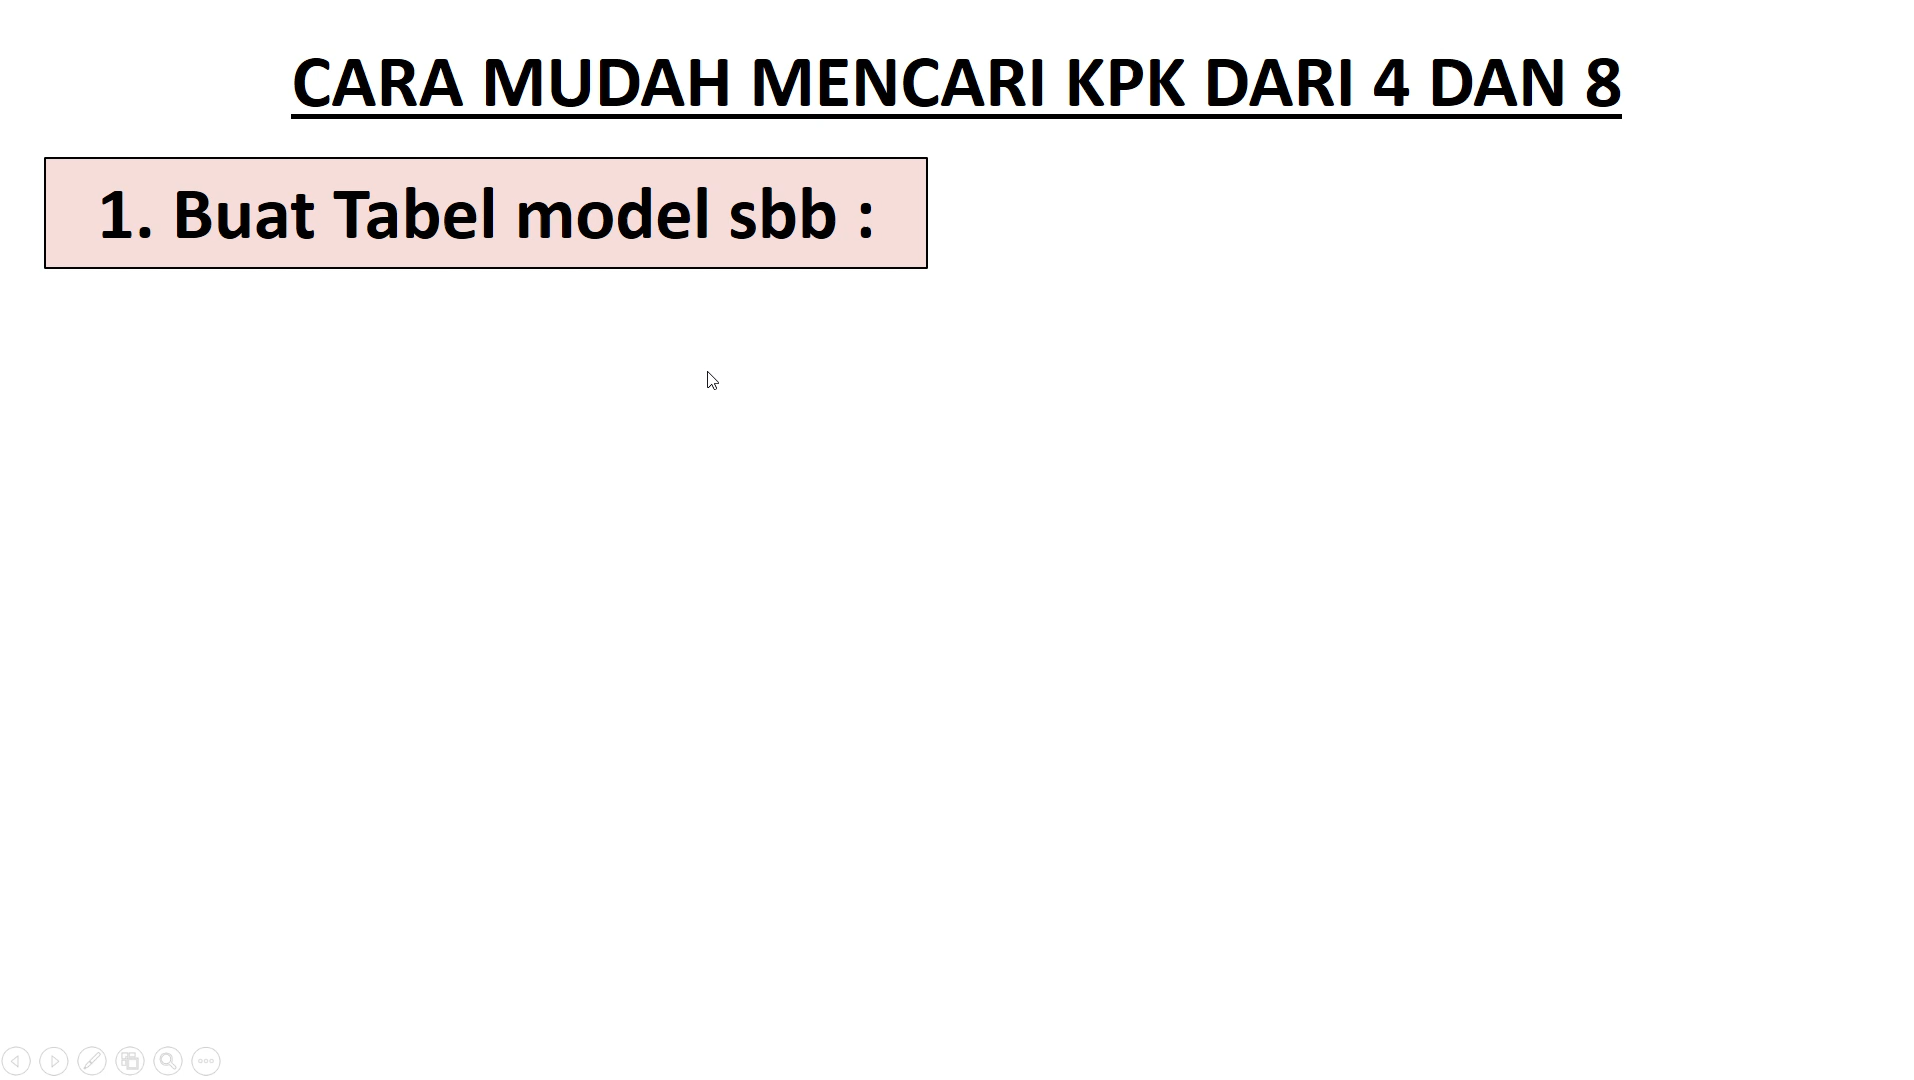 CARA MUDAH MENCARI KPK DARI 4 DAN 8
1. Buat Tabel model sbb :